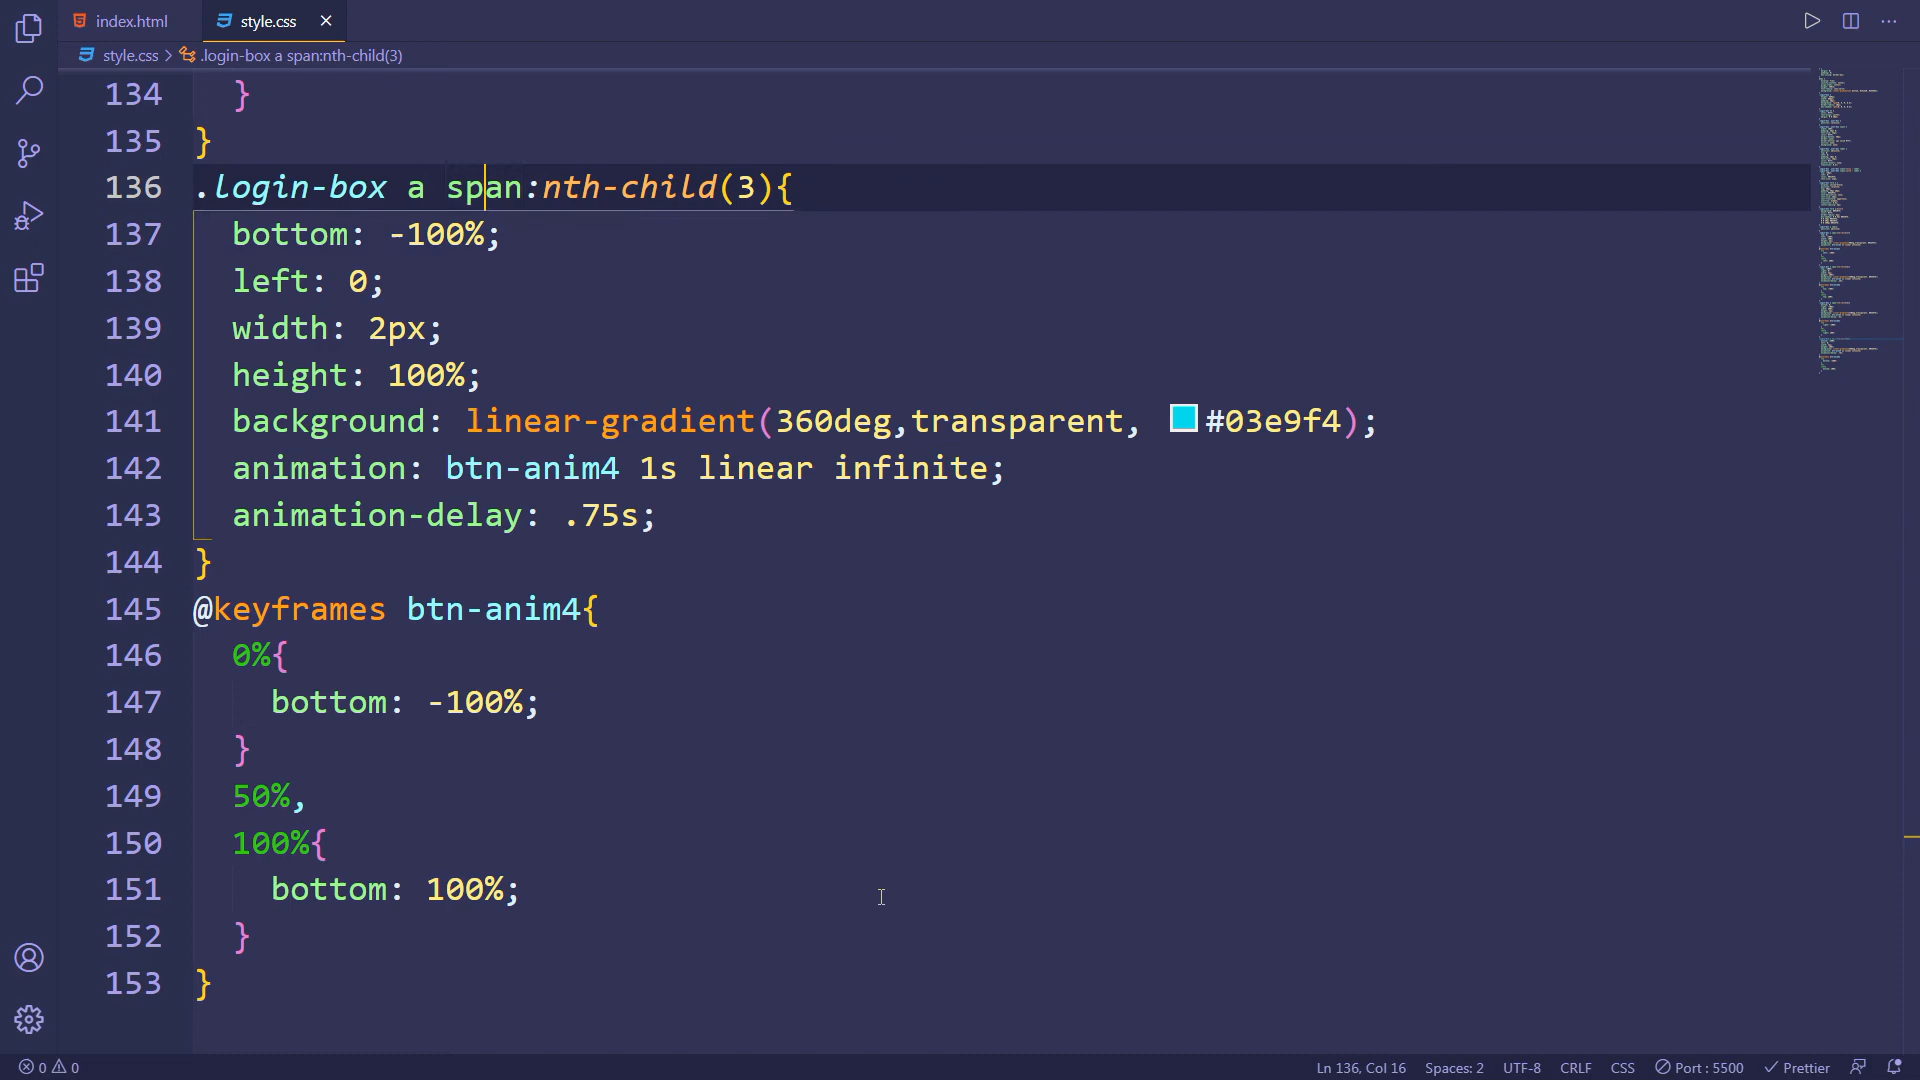 index.html
style.css
style.css > .login-box a span:nth-child(3)
134 }
135 }
136 .login-box a span:nth-child(3){
137 bottom: -100%;
138 left: 0;
139 width: 2px;
140 height: 100%;
141 background: linear-gradient(360deg,transparent, #03e9f4);
142 animation: btn-anim4 1s linear infinite;
143 animation-delay: .75s;
144 }
145 @keyframes btn-anim4{
146 0%{
147 bottom: -100%;
148 }
149 50%,
150 100%{
151 bottom: 100%;
152 }
153 }
0 0 Ln 136, Col 16 Spaces: 2 UTF-8 CRLF CSS Port : 5500 Prettier